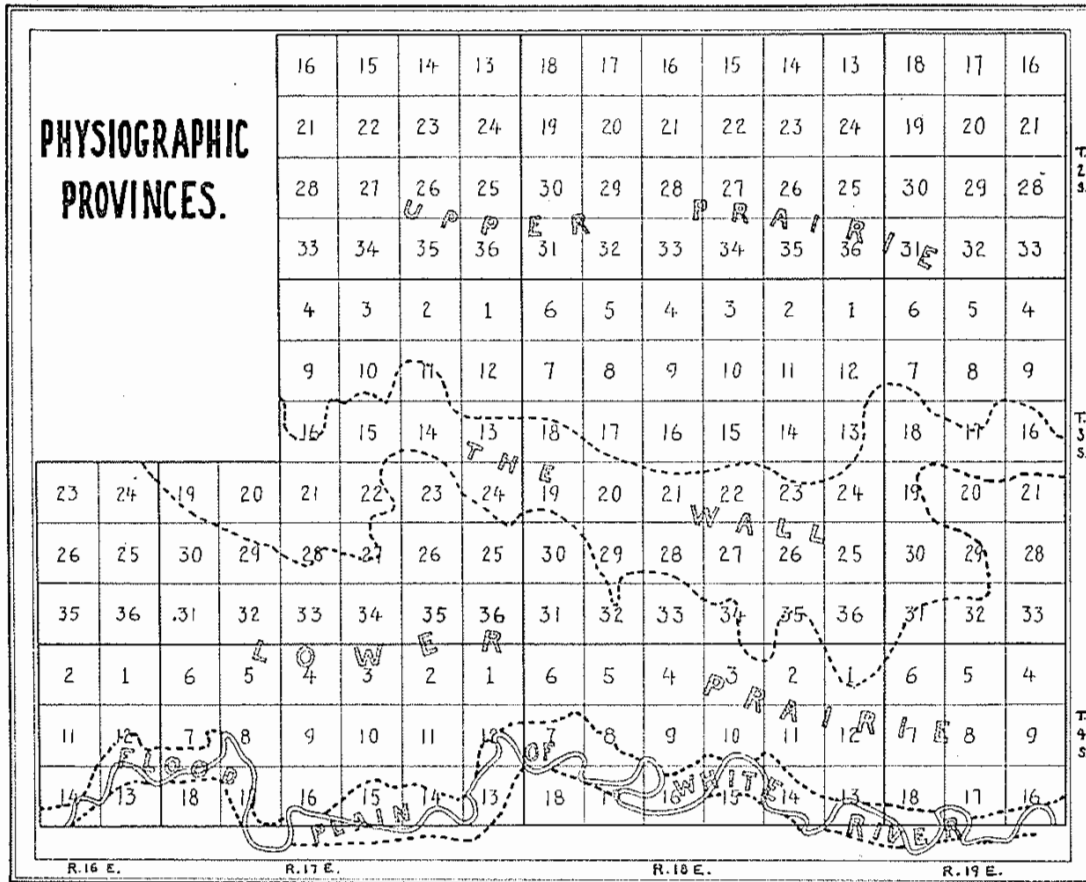 PHYSIOGRAPHIC
PROVINCES.
16 15 14 13 18 17 16 15 14 13 18 17 16
21 22 23 24 19 20 21 22 23 24 19 20 21
T. 2 S.
28 27 26 25 30 29 28 27 26 25 30 29 28
UPPER PRAIRIE
33 34 35 36 31 32 33 34 35 36 31 32 33
4 3 2 1 6 5 4 3 2 1 6 5 4
9 10 11 12 7 8 9 10 11 12 7 8 9
16 15 14 13 18 17 16 15 14 13 18 17 16
T. 3 S.
THE WALL
23 24 19 20 21 22 23 24 19 20 21 22 23 24 19 20 21
26 25 30 29 28 27 26 25 30 29 28 27 26 25 30 29 28
35 36 .31 32 33 34 35 36 31 32 33 34 35 36 31 32 33
LOWER PRAIRIE
2 1 6 5 4 3 2 1 6 5 4 3 2 1 6 5 4
11 12 7 8 9 10 11 12 7 8 9 10 11 12 7 8 9
T. 4 S.
FLOOD PLAIN OF WHITE RIVER
14 13 18 17 16 15 14 13 18 17 16 15 14 13 18 17 16
R.16 E. R.17 E. R.18 E. R.19 E.